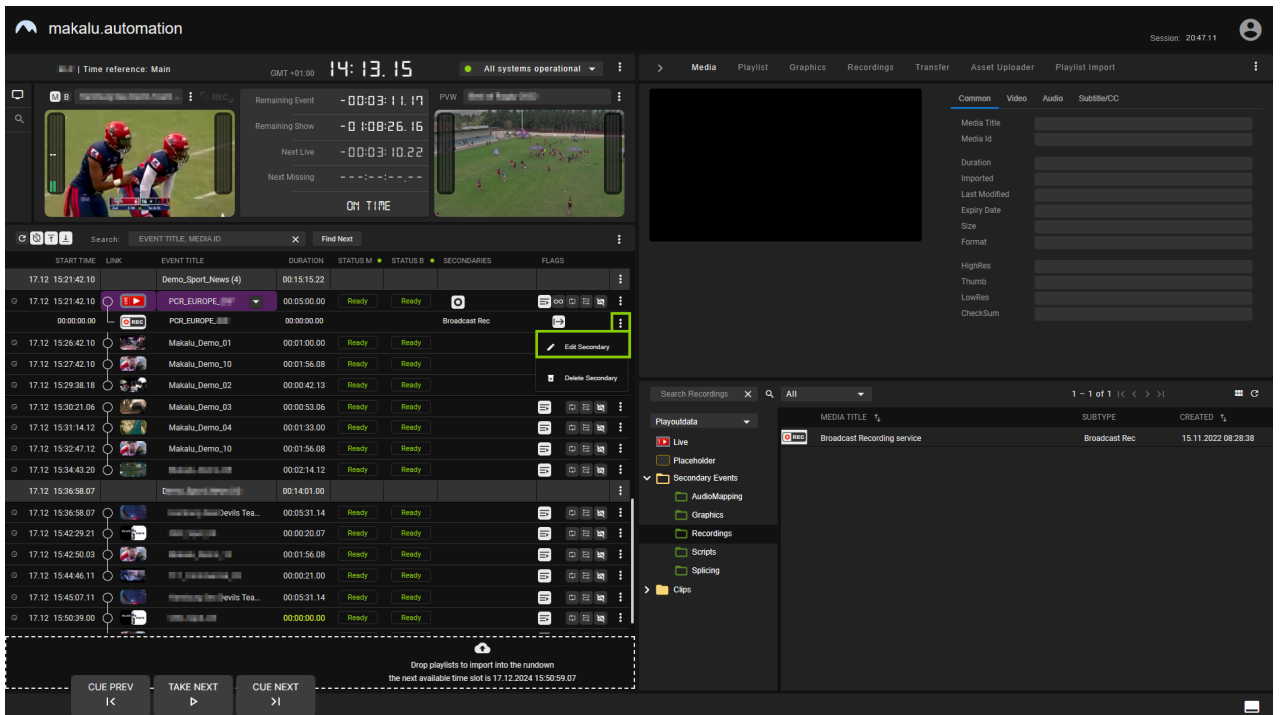 makalu.automation
Session: 20:47.11
| Time reference: Main
GMT +01:00
14:13.15
All systems operational
Media Playlist Graphics Recordings Transfer Asset Uploader Playlist Import
M B
REC
Remaining Event -00:03:11.17
Remaining Show -01:08:26.16
Next Live -00:03:10.22
Next Missing ---:--:--.--
ON TIME
PVW
Common Video Audio Subtitle/CC
Media Title
Media Id
Duration
Imported
Last Modified
Expiry Date
Size
Format
HighRes
Thumb
LowRes
CheckSum
Search: EVENT TITLE, MEDIA ID X Find Next
START TIME LINK EVENT TITLE DURATION STATUS M STATUS B SECONDARIES FLAGS
17.12 15:21:42.10 Demo_Sport_News (4) 00:15:15.22
17.12 15:21:42.10 PCR_EUROPE_ 00:05:00.00 Ready Ready
00:00:00.00 REC PCR_EUROPE_ 00:00:00.00 Broadcast Rec
17.12 15:26:42.10 Makalu_Demo_01 00:01:00.00 Ready Ready
Edit Secondary
17.12 15:27:42.10 Makalu_Demo_10 00:01:56.08 Ready Ready
Delete Secondary
17.12 15:29:38.18 Makalu_Demo_02 00:00:42.13 Ready Ready
17.12 15:30:21.06 Makalu_Demo_03 00:00:53.06 Ready Ready
17.12 15:31:14.12 Makalu_Demo_04 00:01:33.00 Ready Ready
17.12 15:32:47.12 Makalu_Demo_10 00:01:56.08 Ready Ready
17.12 15:34:43.20 00:02:14.12 Ready Ready
17.12 15:36:58.07 00:14:01.00
17.12 15:36:58.07 Devils Tea... 00:05:31.14 Ready Ready
17.12 15:42:29.21 00:00:20.07 Ready Ready
17.12 15:42:50.03 00:01:56.08 Ready Ready
17.12 15:44:46.11 00:00:21.00 Ready Ready
17.12 15:45:07.11 Devils Tea... 00:05:31.14 Ready Ready
17.12 15:50:39.00 00:00:00.00 Ready Ready
Drop playlists to import into the rundown
the next available time slot is 17.12.2024 15:50:59.07
CUE PREV TAKE NEXT CUE NEXT
Search Recordings X All 1 – 1 of 1
Playoutdata
Live
Placeholder
Secondary Events
AudioMapping
Graphics
Recordings
Scripts
Splicing
Clips
MEDIA TITLE SUBTYPE CREATED
REC Broadcast Recording service Broadcast Rec 15.11.2022 08:28:38